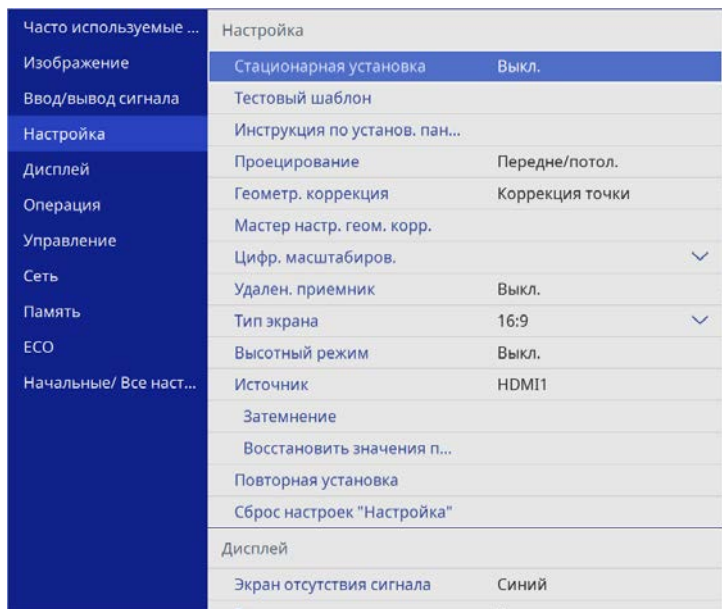 Часто используемые ...
Изображение
Ввод/вывод сигнала
Настройка
Дисплей
Операция
Управление
Сеть
Память
ECO
Начальные/ Все наст...
Настройка
Стационарная установка Выкл.
Тестовый шаблон
Инструкция по установ. пан...
Проецирование Передне/потол.
Геометр. коррекция Коррекция точки
Мастер настр. геом. корр.
Цифр. масштабиров.
Удален. приемник Выкл.
Тип экрана 16:9
Высотный режим Выкл.
Источник HDMI1
Затемнение
Восстановить значения п...
Повторная установка
Сброс настроек "Настройка"
Дисплей
Экран отсутствия сигнала Синий